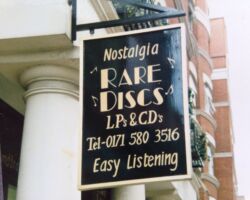 Nostalgia
RARE
DISCS
LPs & CD's
Tel-0171 580 3516
Easy Listening